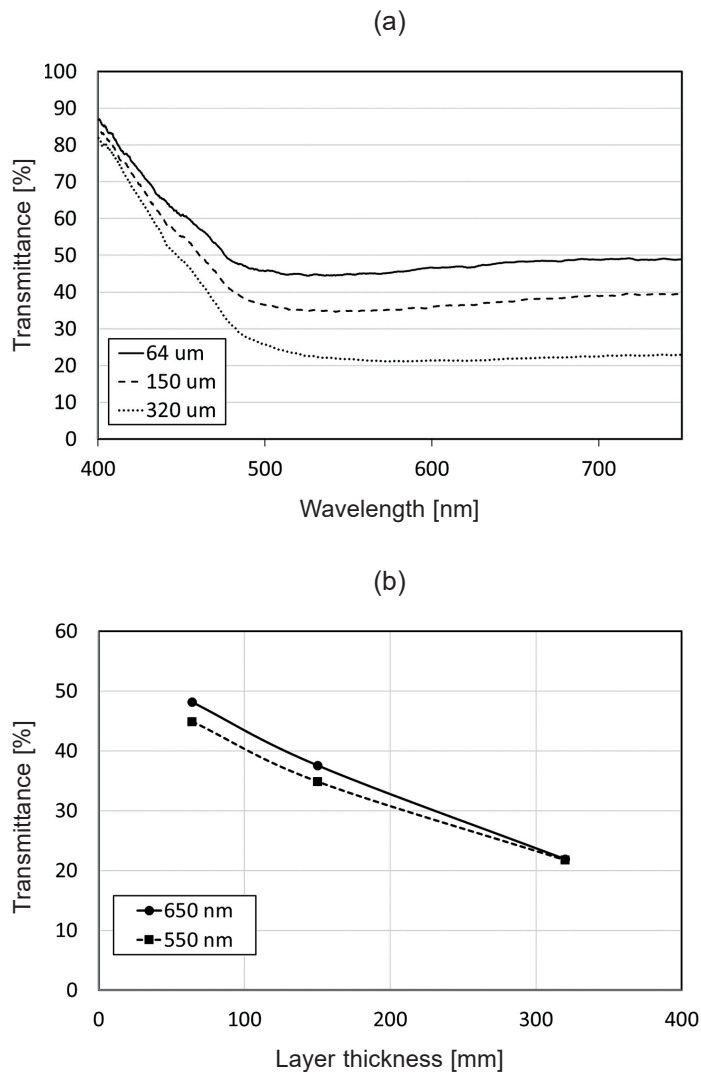 (a)
Transmittance [%]
100
90
80
70
60
50
40
30
20
10
0
64 um
150 um
320 um
400
500
600
700
Wavelength [nm]
(b)
Transmittance [%]
60
50
40
30
20
10
0
650 nm
550 nm
0
100
200
300
400
Layer thickness [mm]